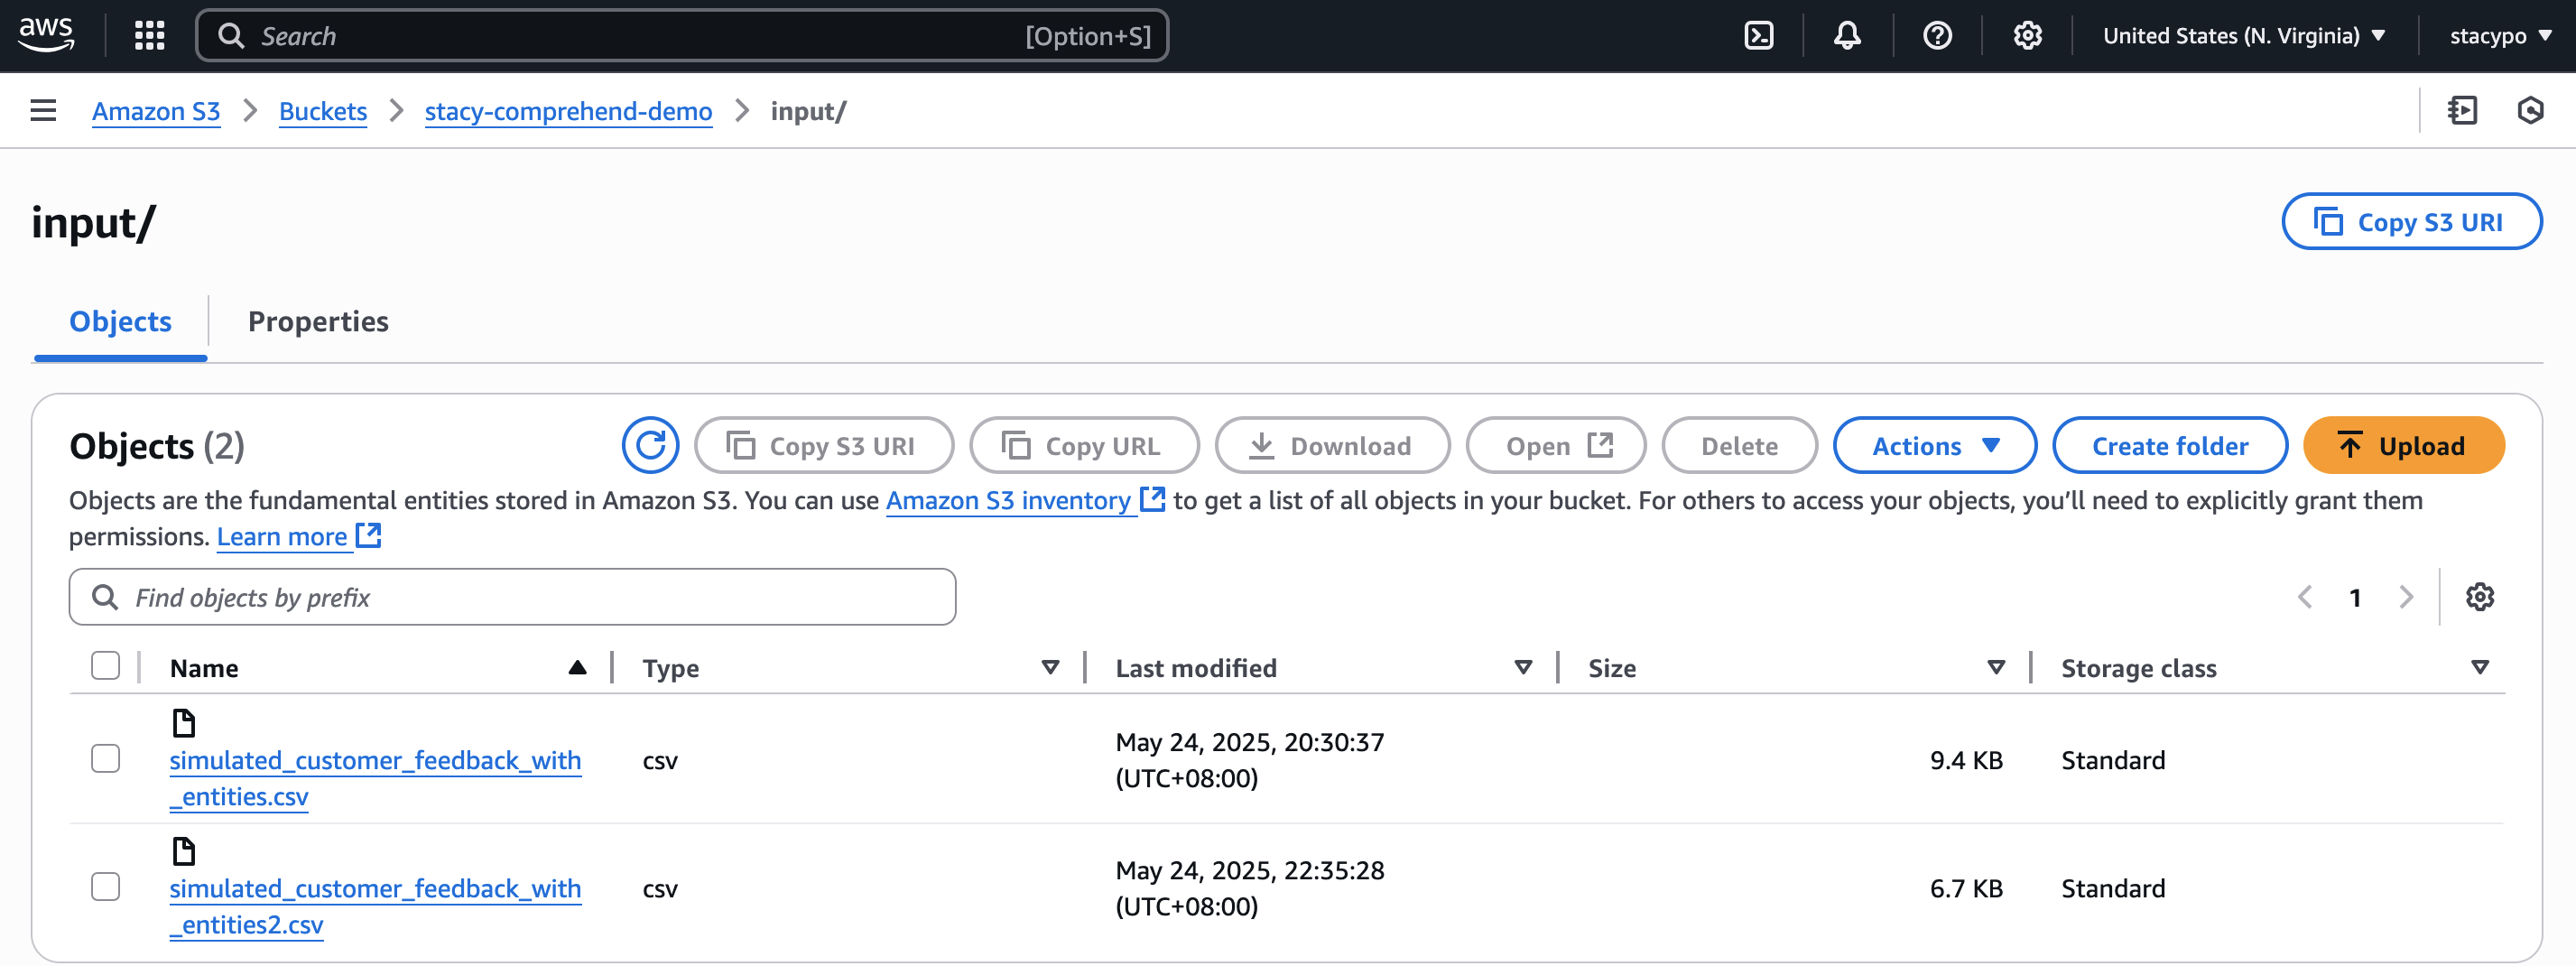 aws Search [Option+S] United States (N. Virginia) stacypo
Amazon S3 Buckets stacy-comprehend-demo input/
input/
Copy S3 URI
Objects Properties
Objects (2) Copy S3 URI Copy URL Download Open Delete Actions Create folder Upload
Objects are the fundamental entities stored in Amazon S3. You can use Amazon S3 inventory to get a list of all objects in your bucket. For others to access your objects, you’ll need to explicitly grant them
permissions. Learn more
Find objects by prefix 1
Name Type Last modified Size Storage class
simulated_customer_feedback_with
_entities.csv
csv
May 24, 2025, 20:30:37
(UTC+08:00)
9.4 KB
Standard
simulated_customer_feedback_with
_entities2.csv
csv
May 24, 2025, 22:35:28
(UTC+08:00)
6.7 KB
Standard